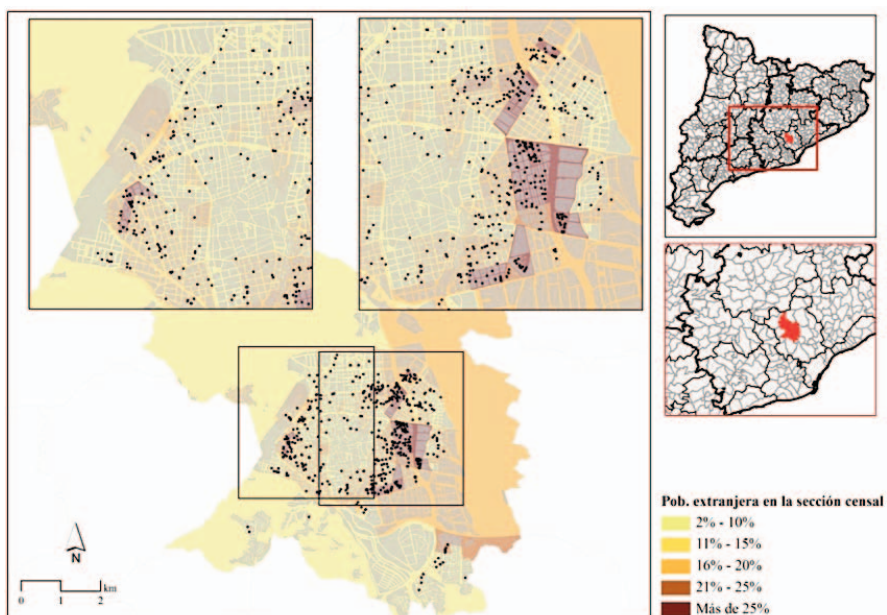 Pob. extranjera en la sección censal
2% - 10%
11% - 15%
16% - 20%
21% - 25%
Más de 25%
N
km
0 1 2